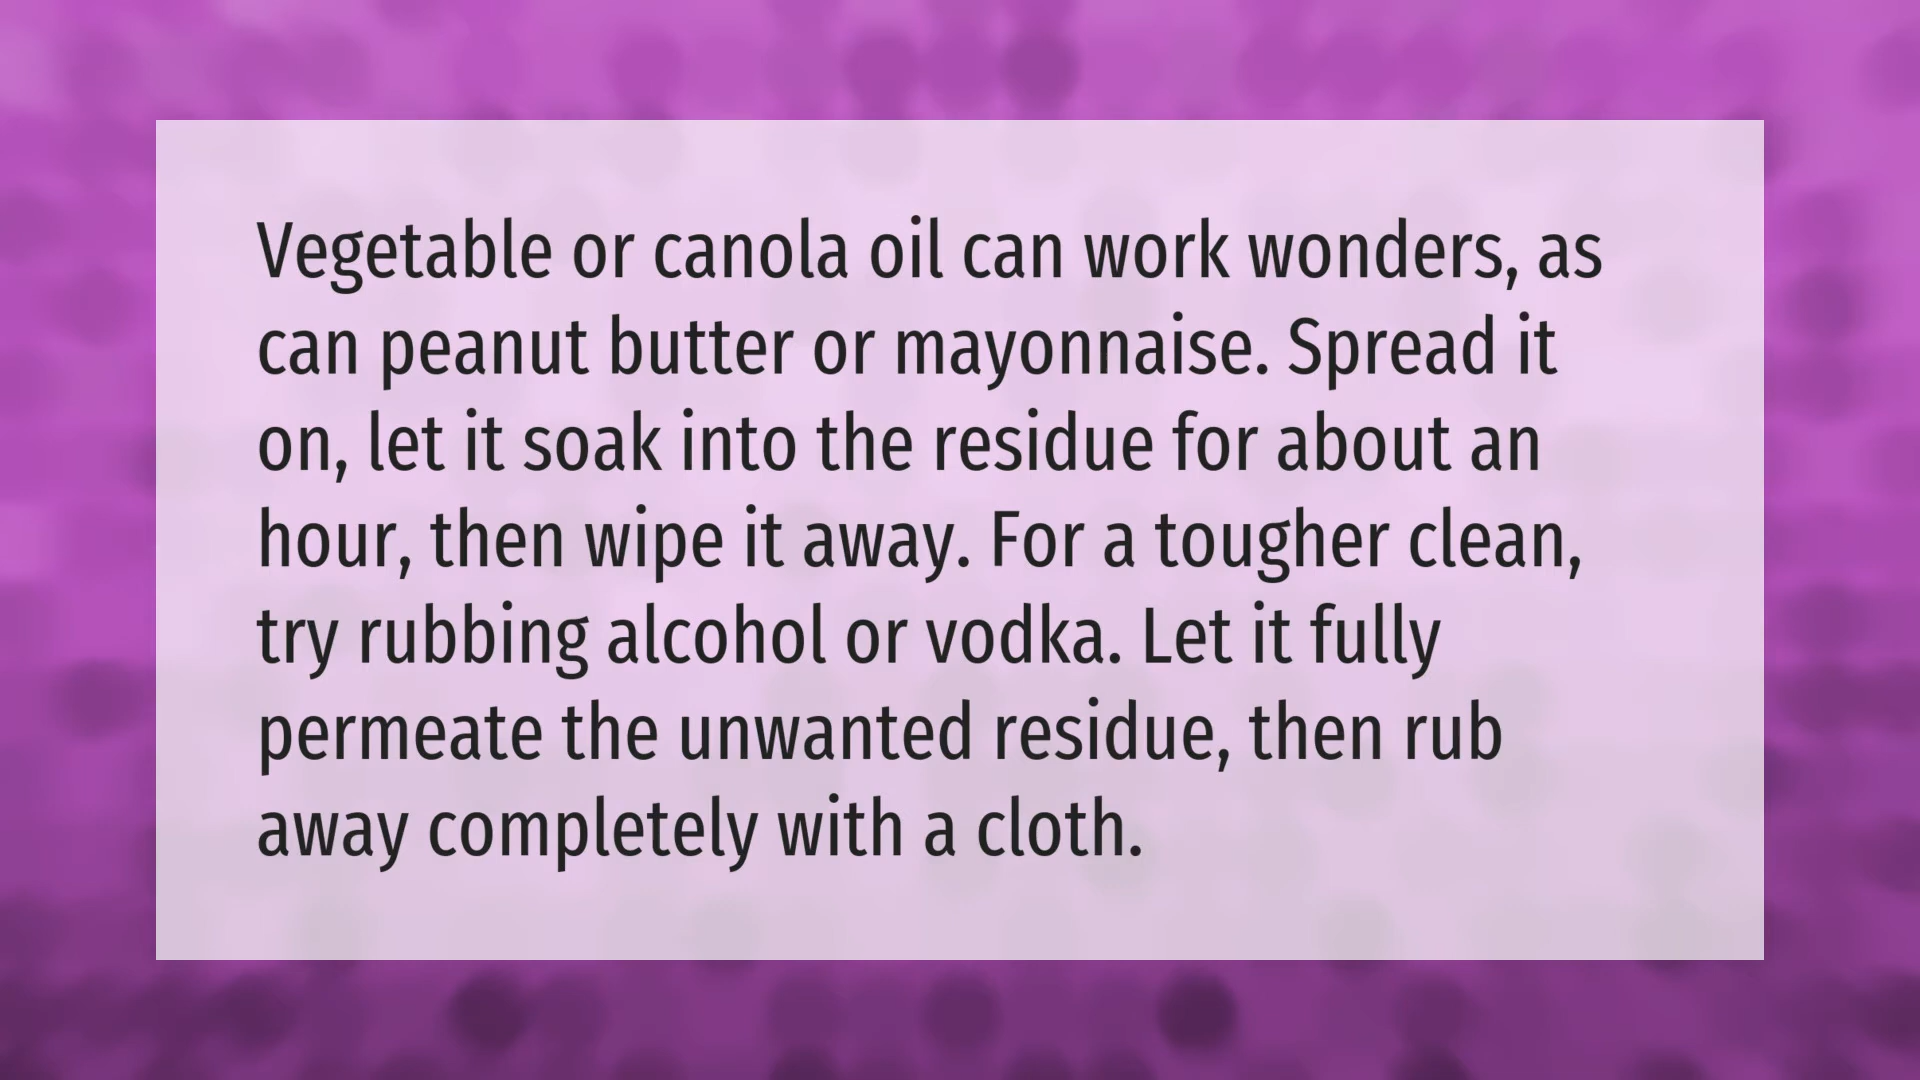 Vegetable or canola oil can work wonders, as
can peanut butter or mayonnaise. Spread it
on, let it soak into the residue for about an
hour, then wipe it away. For a tougher clean,
try rubbing alcohol or vodka. Let it fully
permeate the unwanted residue, then rub
away completely with a cloth.